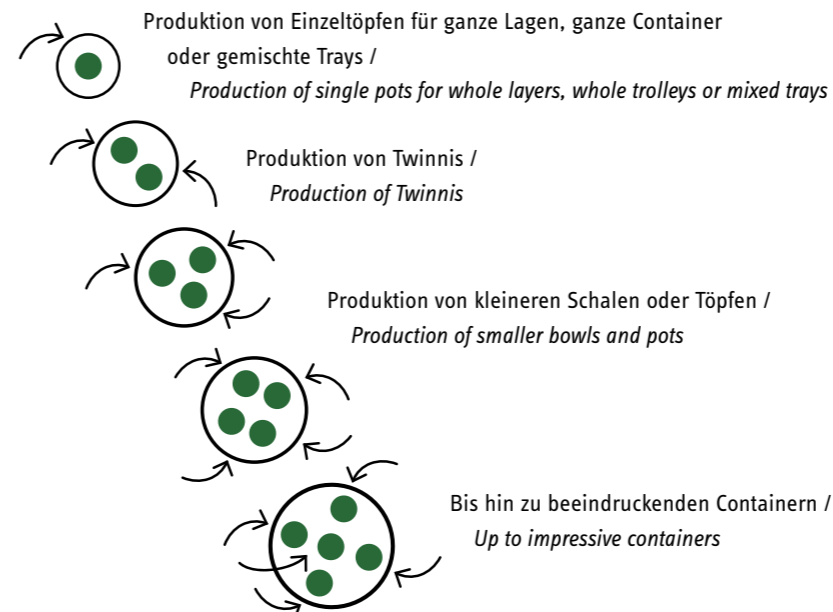 Produktion von Einzeltöpfen für ganze Lagen, ganze Container
oder gemischte Trays /
Production of single pots for whole layers, whole trolleys or mixed trays
Produktion von Twinnis /
Production of Twinnis
Produktion von kleineren Schalen oder Töpfen /
Production of smaller bowls and pots
Bis hin zu beeindruckenden Containern /
Up to impressive containers